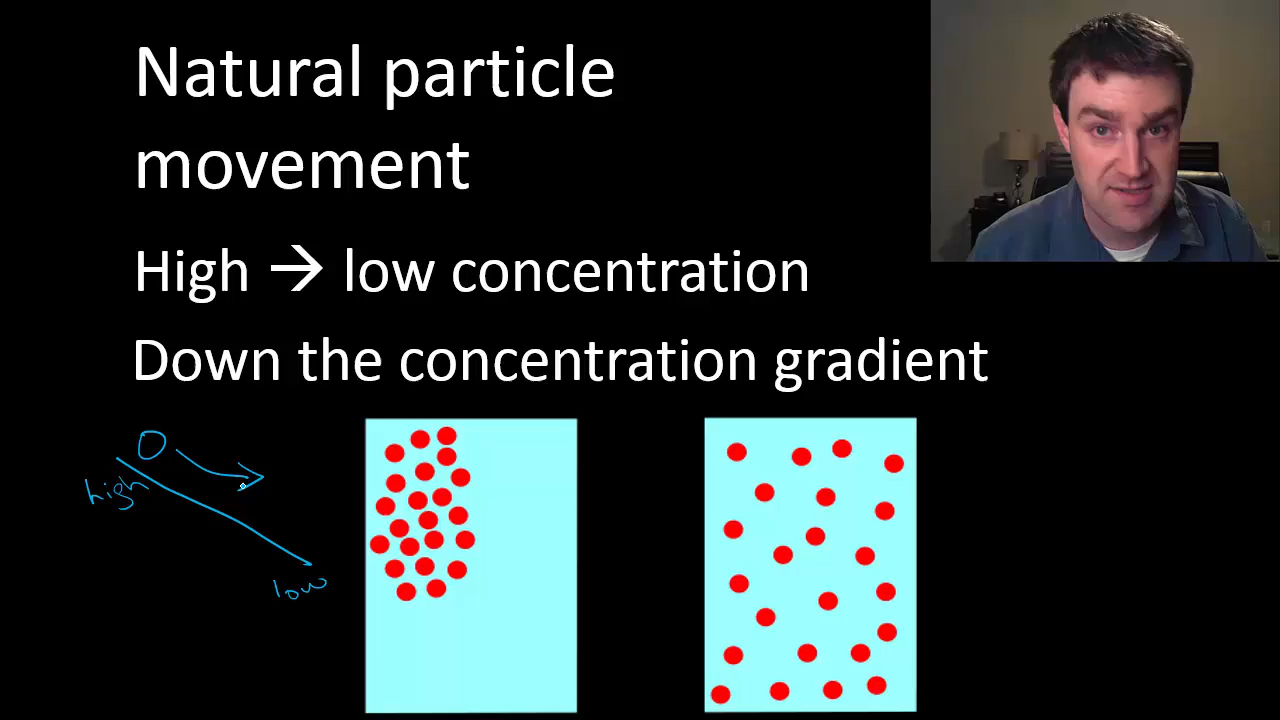 Natural particle
movement
High → low concentration
Down the concentration gradient
high
low